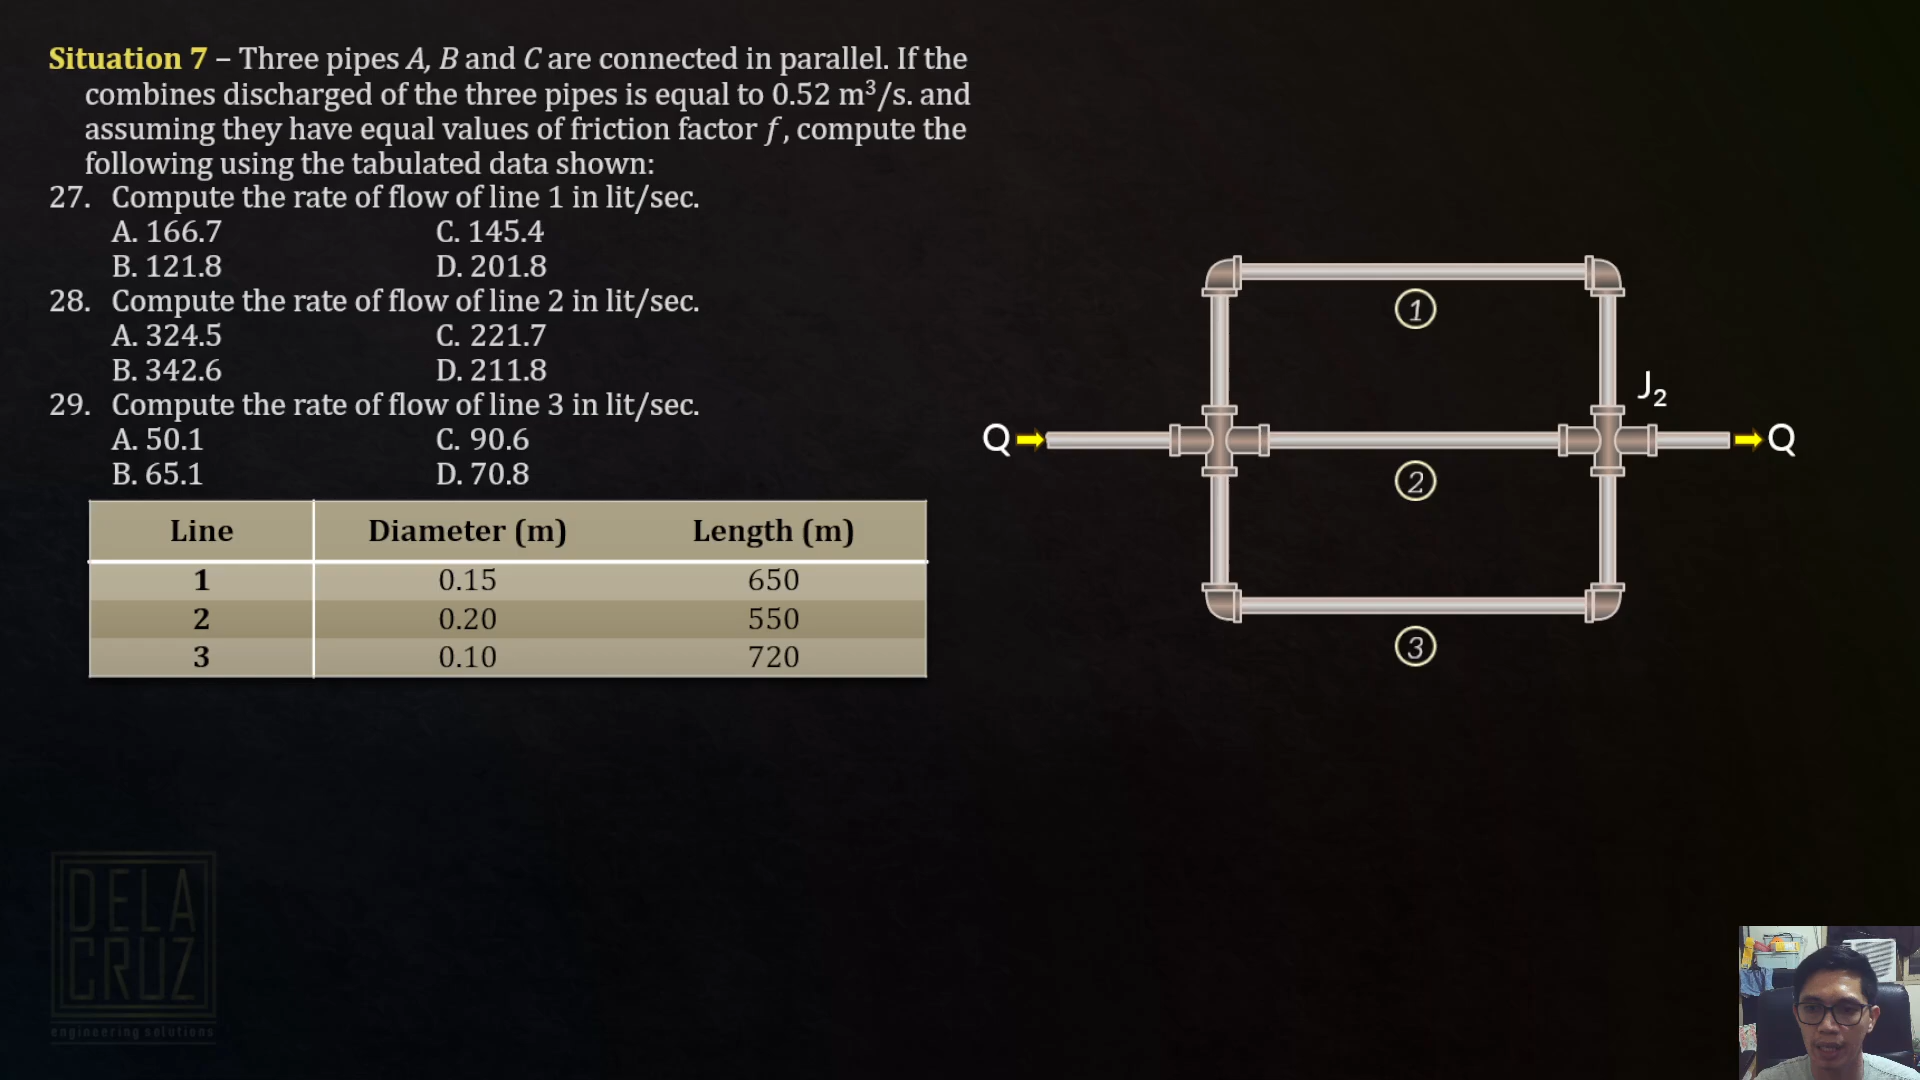 Situation 7 – Three pipes A, B and C are connected in parallel. If the
combines discharged of the three pipes is equal to 0.52 m³/s. and
assuming they have equal values of friction factor f, compute the
following using the tabulated data shown:
27. Compute the rate of flow of line 1 in lit/sec.
A. 166.7 C. 145.4
B. 121.8 D. 201.8
28. Compute the rate of flow of line 2 in lit/sec.
A. 324.5 C. 221.7
B. 342.6 D. 211.8
29. Compute the rate of flow of line 3 in lit/sec.
A. 50.1 C. 90.6
B. 65.1 D. 70.8
Line Diameter (m) Length (m)
1 0.15 650
2 0.20 550
3 0.10 720
1
J₂
Q Q
2
3
DELA
CRUZ
engineering solutions